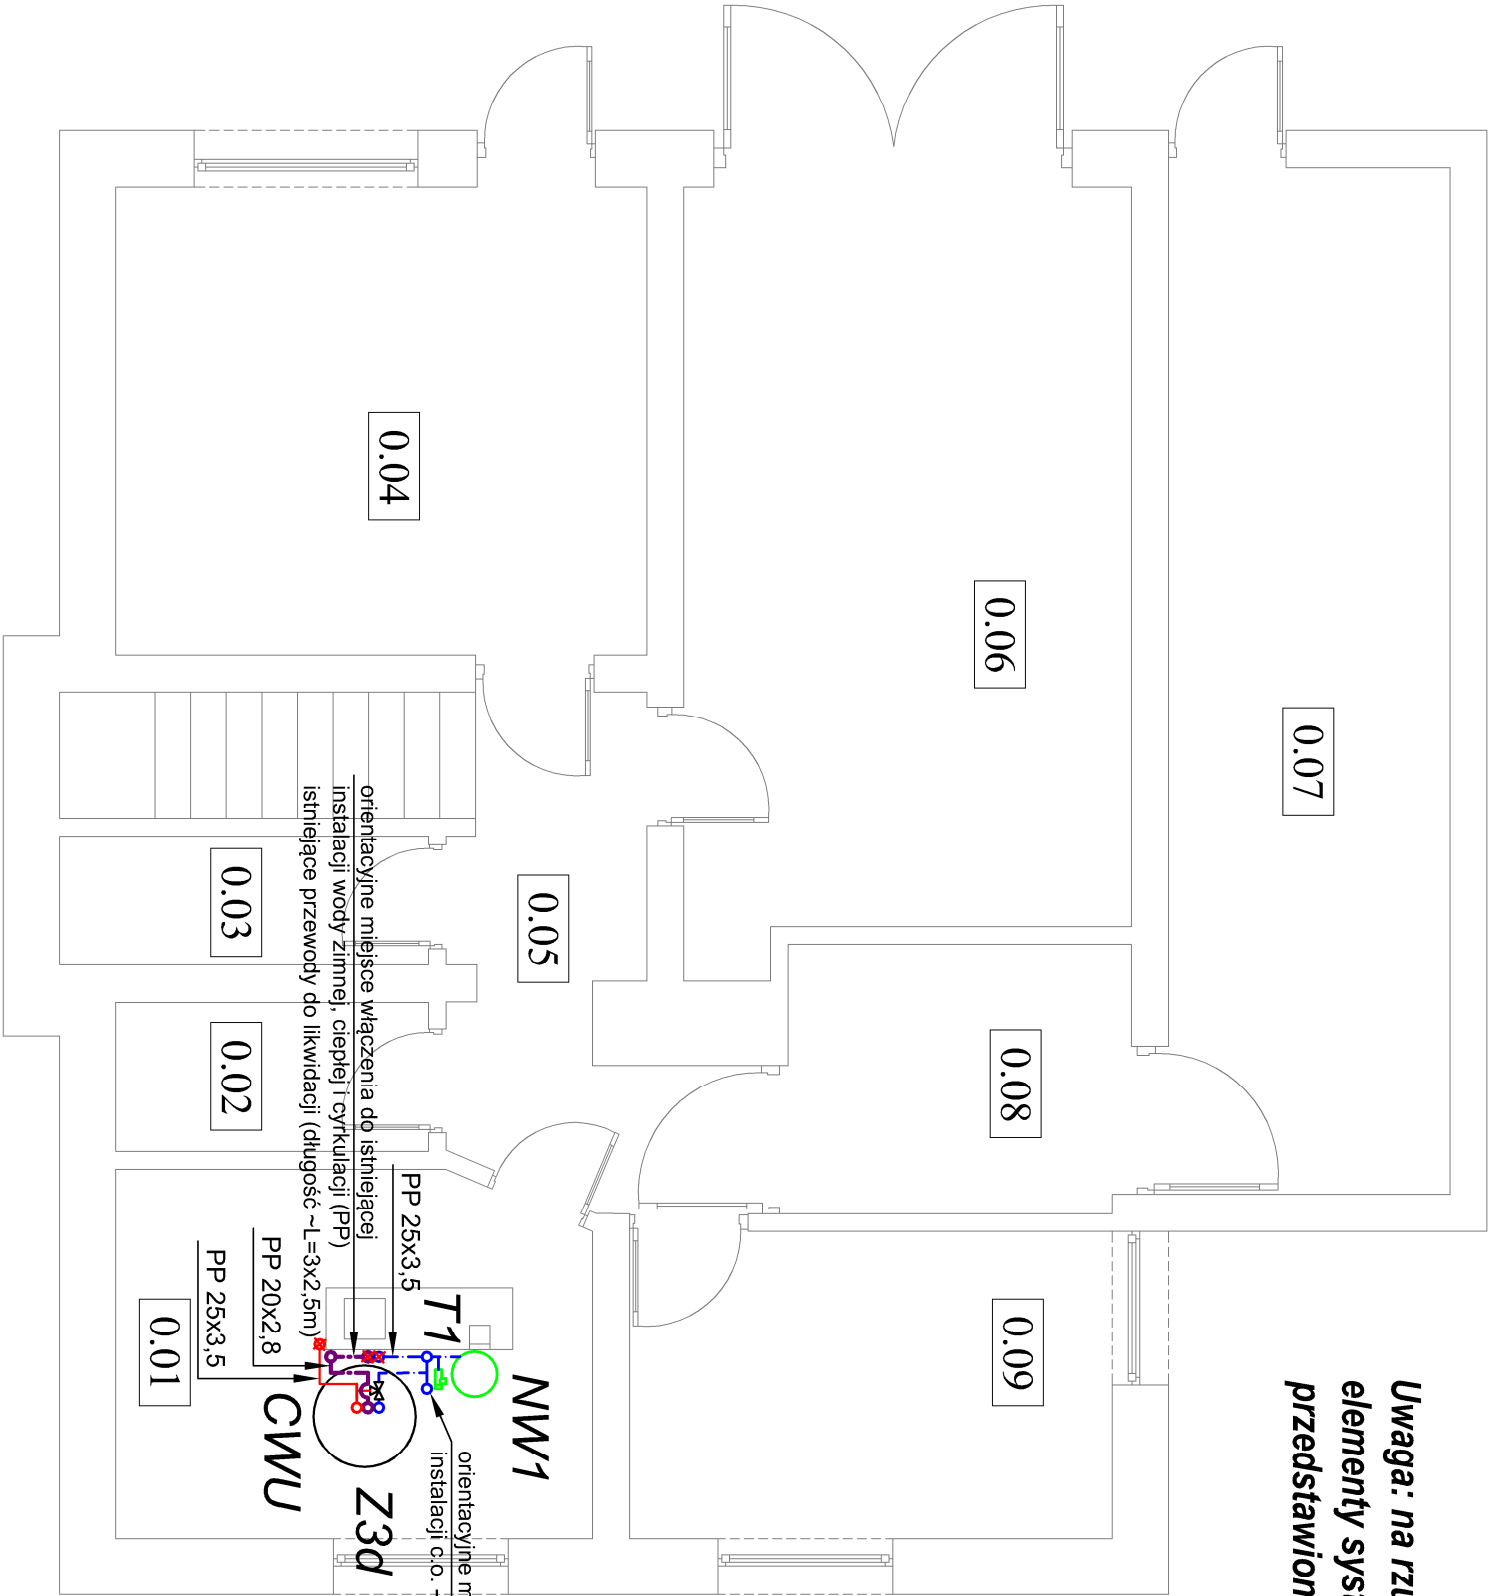 Uwaga: na rzu
elementy sys
przedstawion
0.07
0.06
0.08
0.09
0.05
0.04
0.03
0.02
0.01
orientacyjne miejsce włączenia do istniejącej
instalacji wody zimnej, ciepłej i cyrkulacji (PP)
istniejące przewody do likwidacji (długość ~L=3x2,5m)
PP 25x3,5
PP 20x2,8
PP 25x3,5
T1
NW1
CWU
Z3d
orientacyjne m
instalacji c.o. -